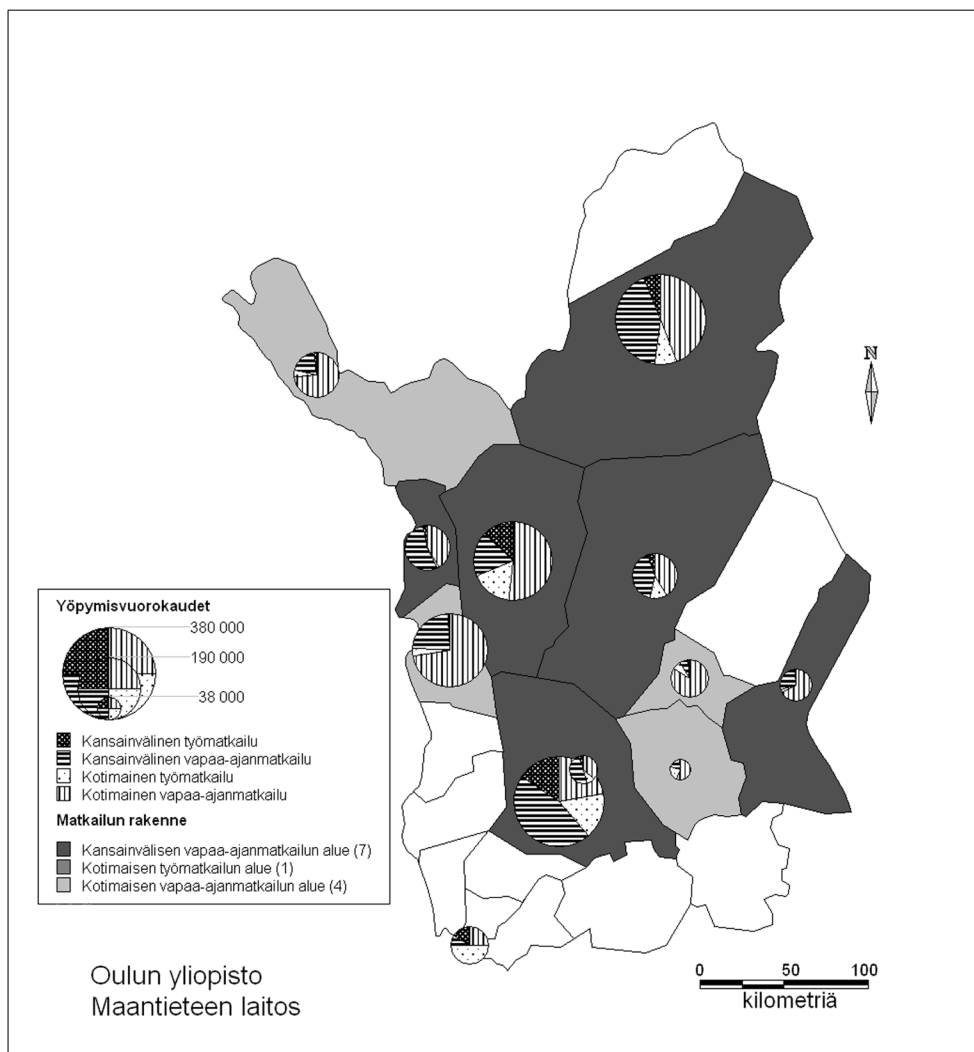 N
Yöpymisvuorokaudet
380 000
190 000
38 000
Kansainvälinen työmatkailu
Kansainvälinen vapaa-ajanmatkailu
Kotimainen työmatkailu
Kotimainen vapaa-ajanmatkailu
Matkailun rakenne
Kansainvälisen vapaa-ajanmatkailun alue (7)
Kotimaisen työmatkailun alue (1)
Kotimaisen vapaa-ajanmatkailun alue (4)
Oulun yliopisto
Maantieteen laitos
0 50 100
kilometriä